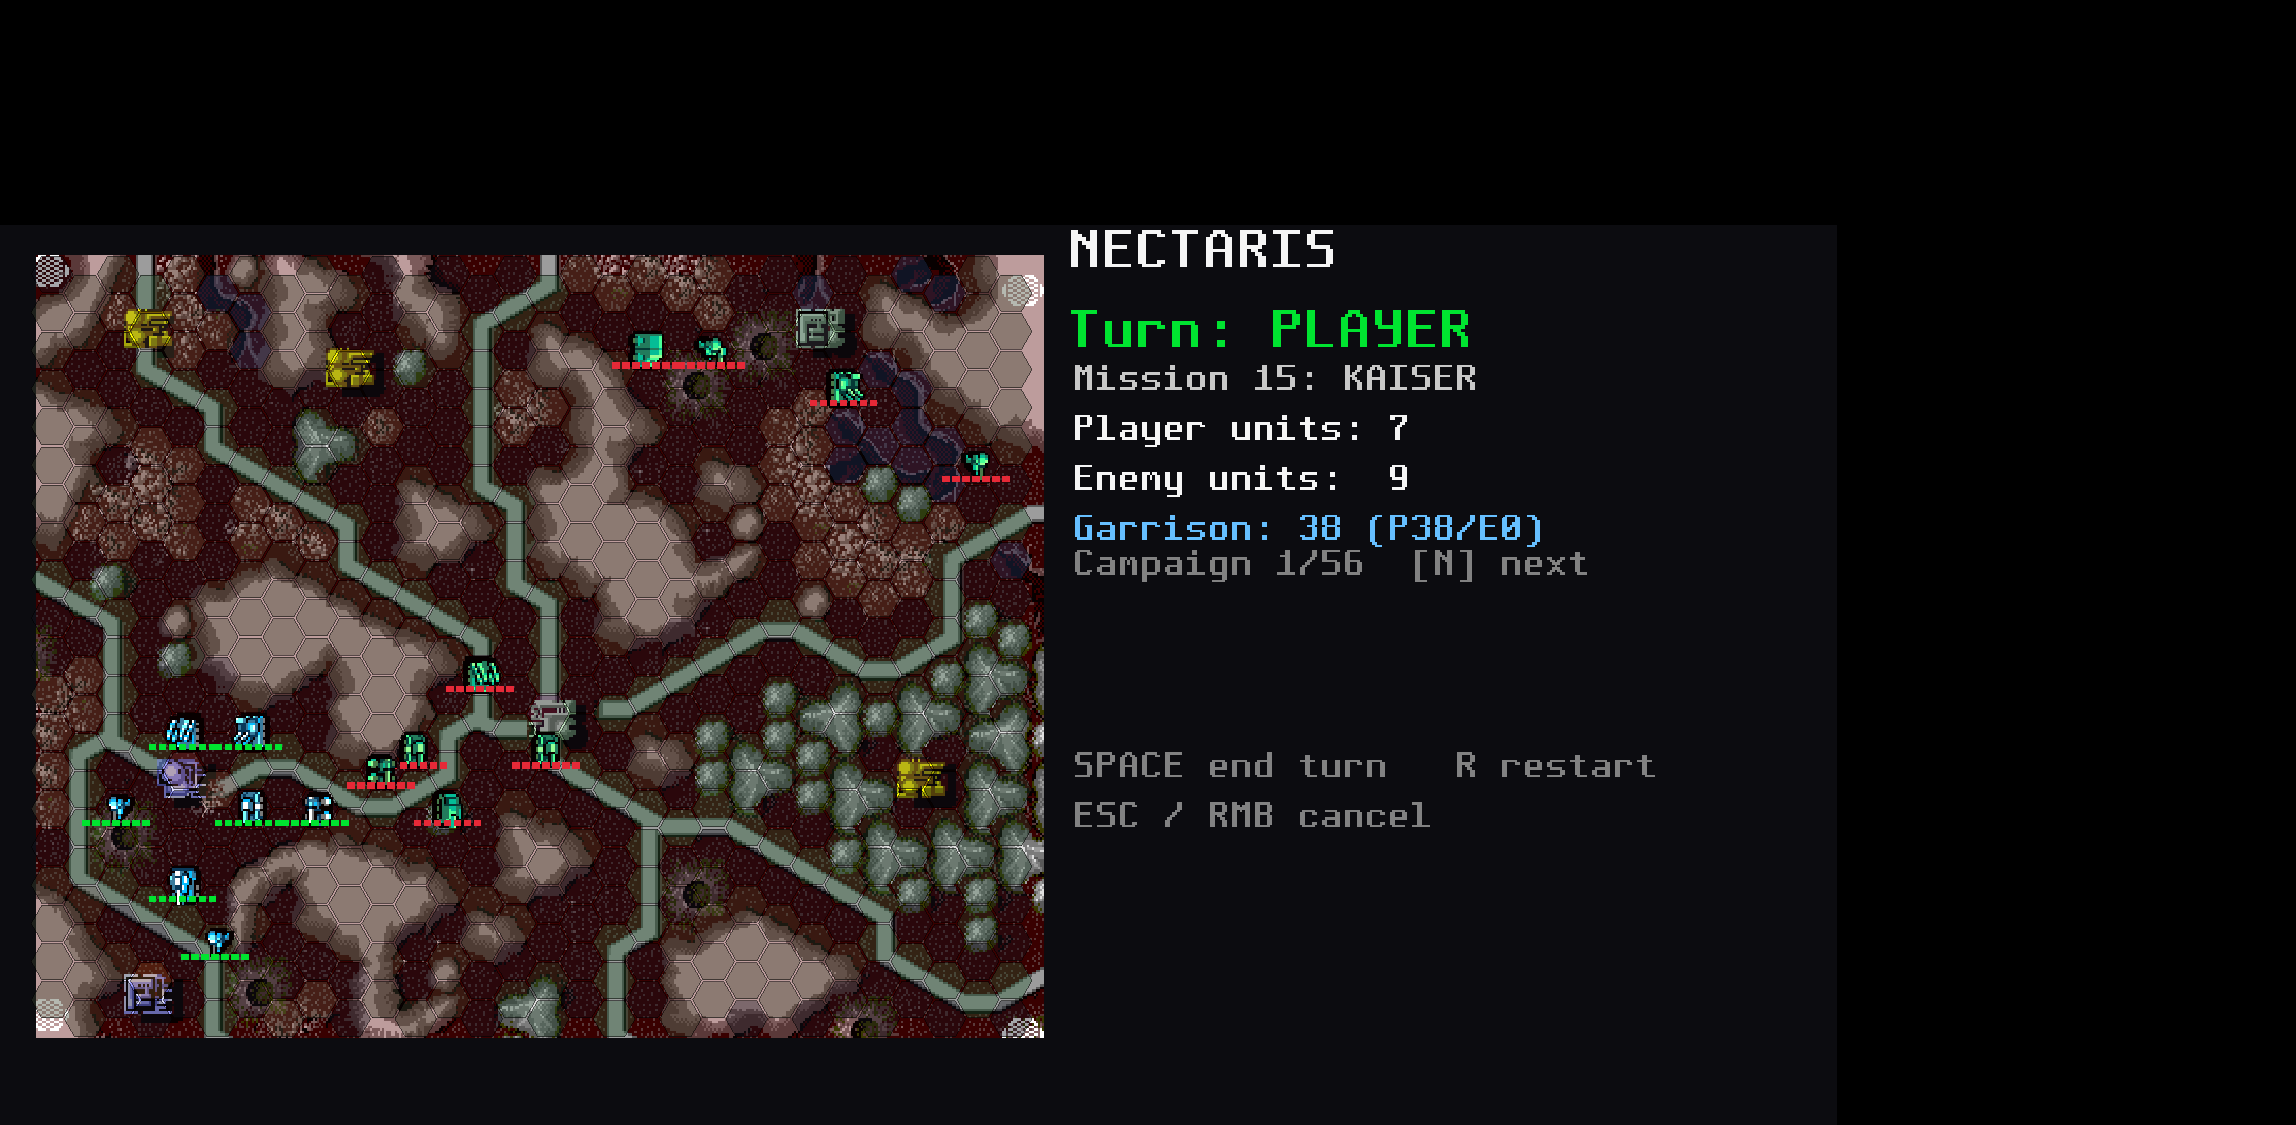 NECTARIS
Turn: PLAYER
Mission 15: KAISER
Player units: 7
Enemy units:  9
Garrison: 38 (P38/E0)
Campaign 1/56  [N] next
SPACE end turn   R restart
ESC / RMB cancel